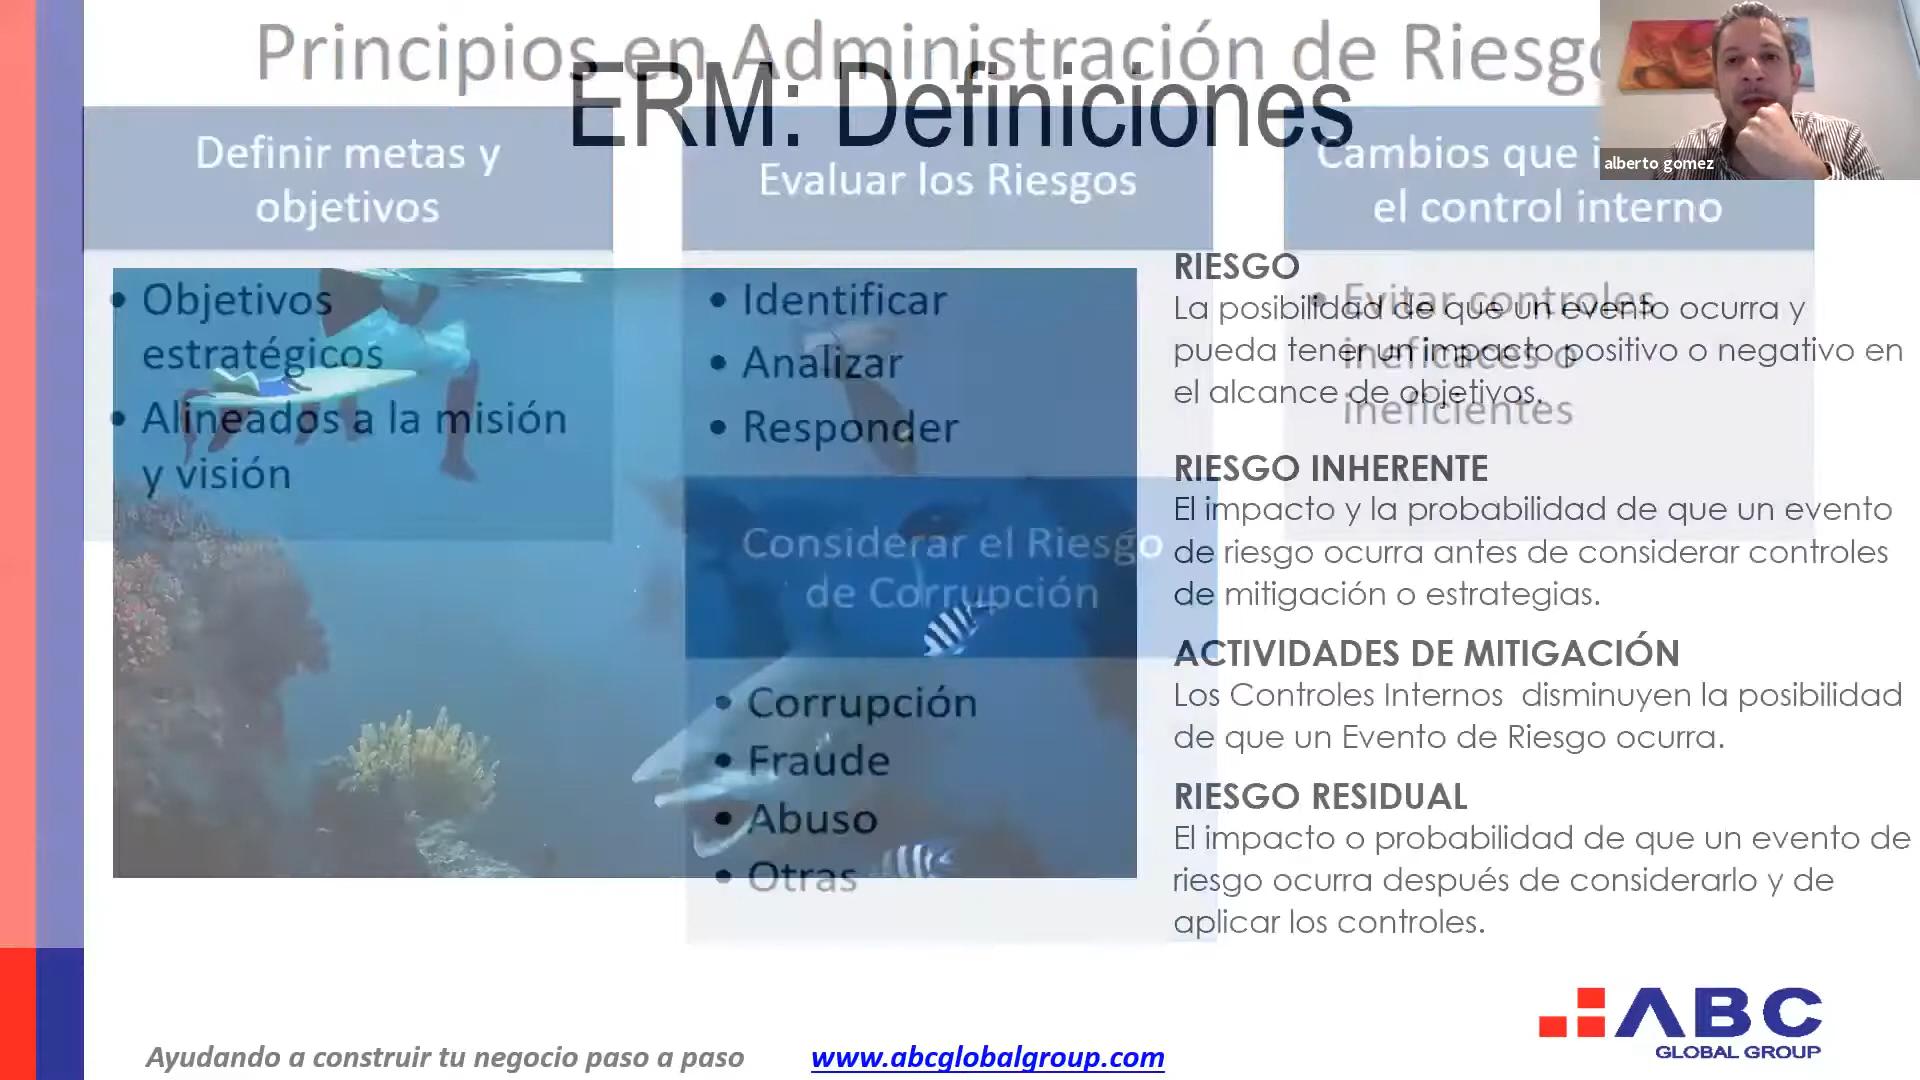 Principios en Administración de Riesgo
ERM: Definiciones
alberto gomez
Definir metas y
objetivos
Objetivos
estratégicos
Alineados a la misión
y visión
Evaluar los Riesgos
Identificar
Analizar
Responder
Considerar el Riesgo
de Corrupción
Corrupción
Fraude
Abuso
Otras
Cambios que
el control interno
Evitar controles
ineficaces o
ineficientes
RIESGO
La posibilidad de que un evento ocurra y
pueda tener un impacto positivo o negativo en
el alcance de objetivos.
RIESGO INHERENTE
El impacto y la probabilidad de que un evento
de riesgo ocurra antes de considerar controles
de mitigación o estrategias.
ACTIVIDADES DE MITIGACIÓN
Los Controles Internos disminuyen la posibilidad
de que un Evento de Riesgo ocurra.
RIESGO RESIDUAL
El impacto o probabilidad de que un evento de
riesgo ocurra después de considerarlo y de
aplicar los controles.
ABC
GLOBAL GROUP
Ayudando a construir tu negocio paso a paso
www.abcglobalgroup.com